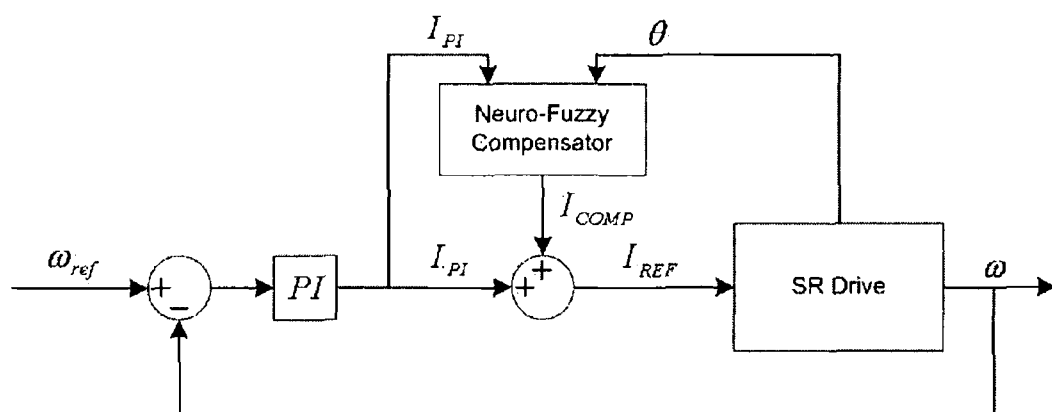 I_PI
θ
Neuro-Fuzzy
Compensator
I_COMP
ω_ref
+
−
PI
I_PI
+
+
I_REF
SR Drive
ω